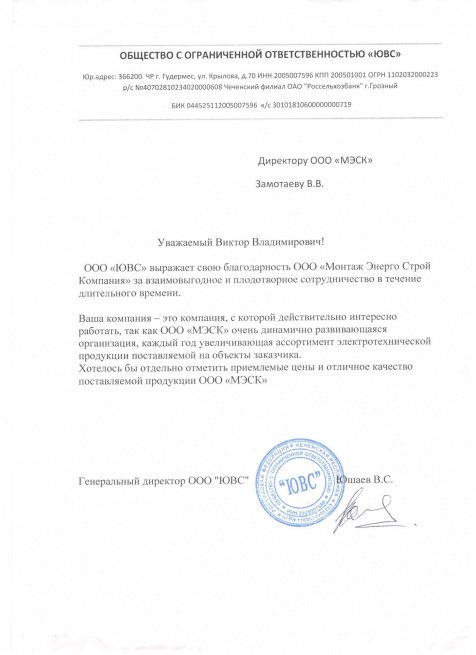 ОБЩЕСТВО С ОГРАНИЧЕННОЙ ОТВЕТСТВЕННОСТЬЮ «ЮВС»
Юр.адрес: 366200 ЧР г. Гудермес, ул. Крылова, д.70 ИНН 2005007596 КПП 200501001 ОГРН 1102032000223
р/с №40702810234020000608 Чеченский филиал ОАО "Россельхозбанк" г.Грозный
БИК 044525112005007596 к/с 30101810600000000719
Директору ООО «МЭСК»
Замотаеву В.В.
Уважаемый Виктор Владимирович!
ООО «ЮВС» выражает свою благодарность ООО «Монтаж Энерго Строй
Компания» за взаимовыгодное и плодотворное сотрудничество в течение
длительного времени.
Ваша компания – это компания, с которой действительно интересно
работать, так как ООО «МЭСК» очень динамично развивающаяся
организация, каждый год увеличивающая ассортимент электротехнической
продукции поставляемой на объекты заказчика.
Хотелось бы отдельно отметить приемлемые цены и отличное качество
поставляемой продукции ООО «МЭСК»
Генеральный директор ООО "ЮВС" Юшаев В.С.
"ЮВС"